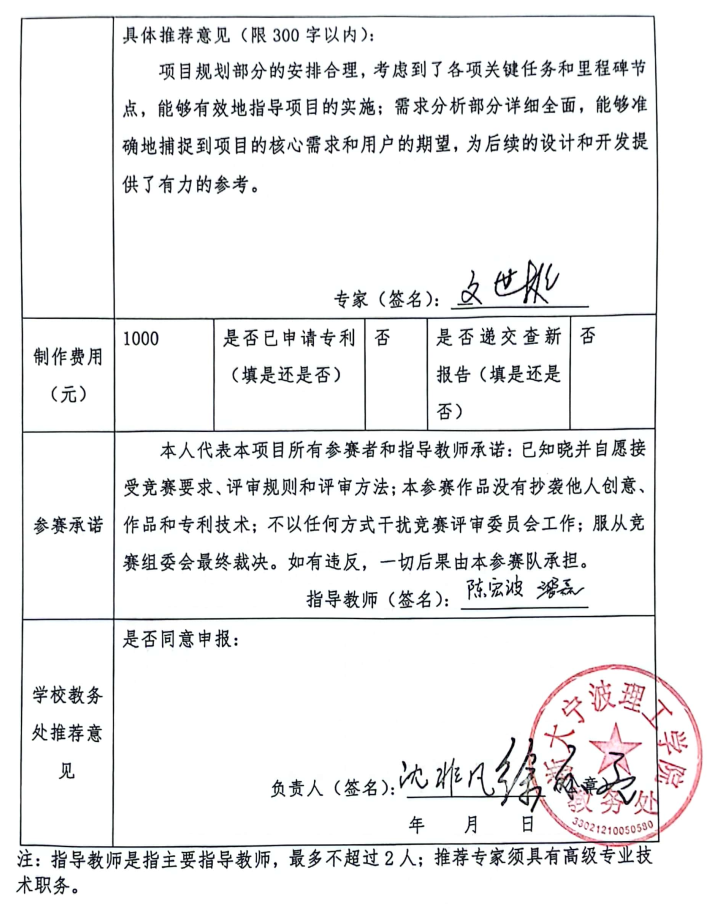 具体推荐意见（限300字以内）：
项目规划部分的安排合理，考虑到了各项关键任务和里程碑节
点，能够有效地指导项目的实施；需求分析部分详细全面，能够准
确地捕捉到项目的核心需求和用户的期望，为后续的设计和开发提
供了有力的参考。
专家（签名）：文世彬
制作费用
（元）
1000
是否已申请专利
（填是还是否）
否
是否递交查新
报告（填是还是
否）
否
参赛承诺
本人代表本项目所有参赛者和指导教师承诺：已知晓并自愿接
受竞赛要求、评审规则和评审方法；本参赛作品没有抄袭他人创意、
作品和专利技术；不以任何方式干扰竞赛评审委员会工作；服从竞
赛组委会最终裁决。如有违反，一切后果由本参赛队承担。
指导教师（签名）：陈宏波
学校教务
处推荐意
见
是否同意申报：
负责人（签名）：沈非凡
章
年 月 日
浙大宁波理工学院
教务处
33021210050580
注：指导教师是指主要指导教师，最多不超过2人；推荐专家须具有高级专业技
术职务。